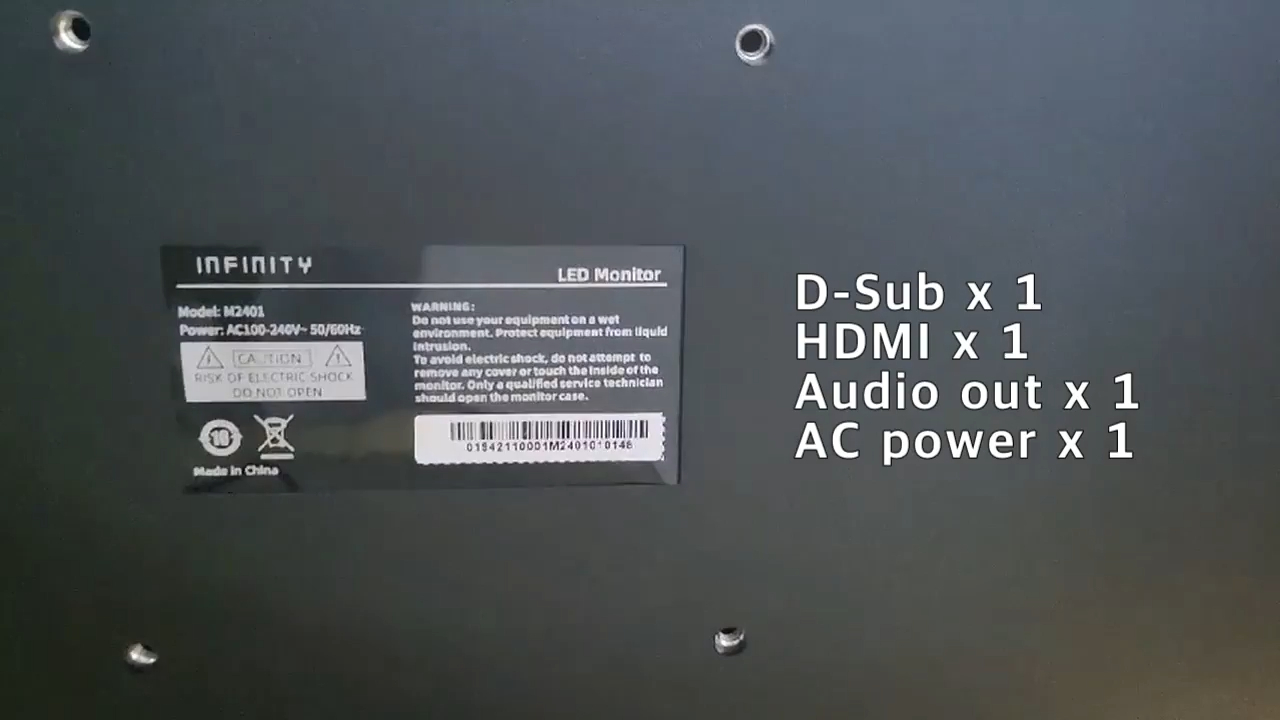 INFINITY
LED Monitor
Model: M2401
Power: AC100-240V~ 50/60Hz
CAUTION
RISK OF ELECTRIC SHOCK
DO NOT OPEN
10
Made in China
WARNING:
Do not use your equipment on a wet
environment. Protect equipment from liquid
intrusion.
To avoid electric shock, do not attempt to
remove any cover or touch the inside of the
monitor. Only a qualified service technician
should open the monitor case.
01542110001M2401010146
D-Sub x 1
HDMI x 1
Audio out x 1
AC power x 1